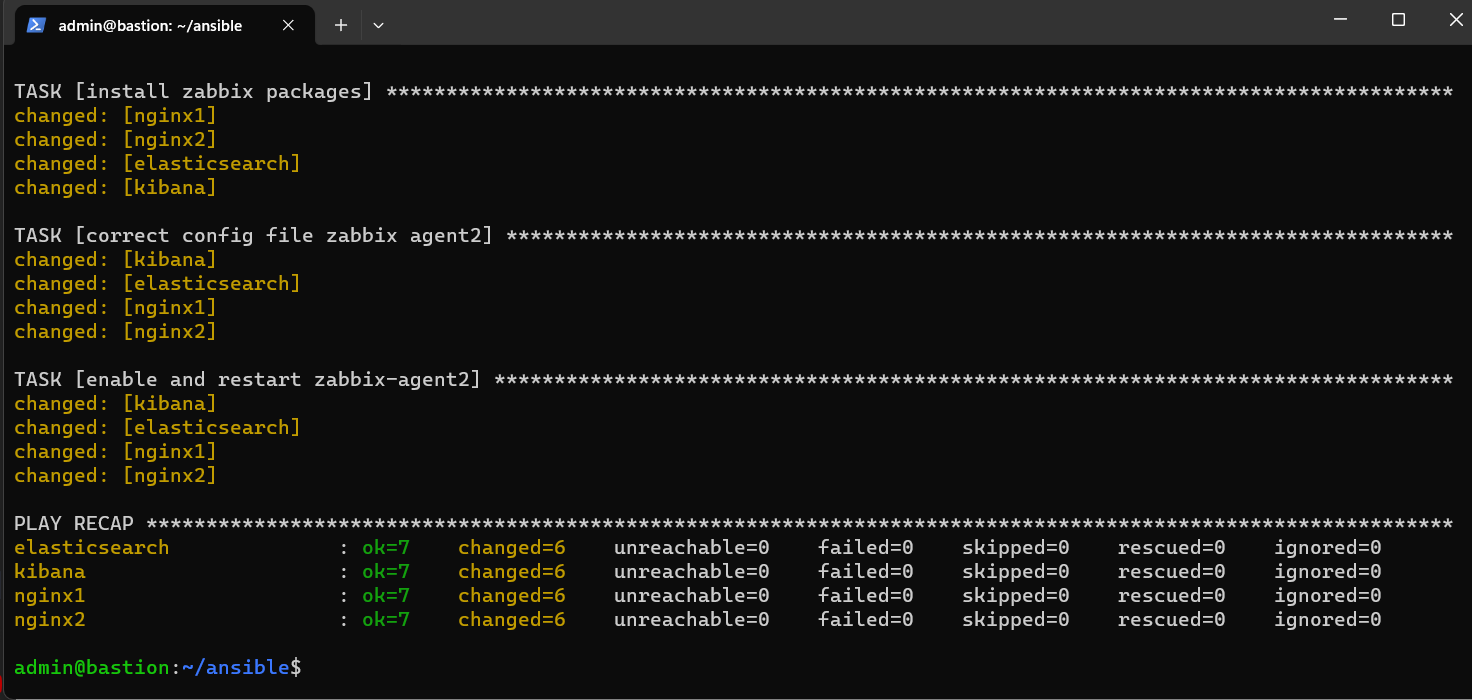 admin@bastion: ~/ansible
TASK [install zabbix packages] *****************************************************************************************
changed: [nginx1]
changed: [nginx2]
changed: [elasticsearch]
changed: [kibana]
TASK [correct config file zabbix agent2] *******************************************************************************
changed: [kibana]
changed: [elasticsearch]
changed: [nginx1]
changed: [nginx2]
TASK [enable and restart zabbix-agent2] ********************************************************************************
changed: [kibana]
changed: [elasticsearch]
changed: [nginx1]
changed: [nginx2]
PLAY RECAP *************************************************************************************************************
elasticsearch              : ok=7    changed=6    unreachable=0    failed=0    skipped=0    rescued=0    ignored=0
kibana                     : ok=7    changed=6    unreachable=0    failed=0    skipped=0    rescued=0    ignored=0
nginx1                     : ok=7    changed=6    unreachable=0    failed=0    skipped=0    rescued=0    ignored=0
nginx2                     : ok=7    changed=6    unreachable=0    failed=0    skipped=0    rescued=0    ignored=0
admin@bastion:~/ansible$